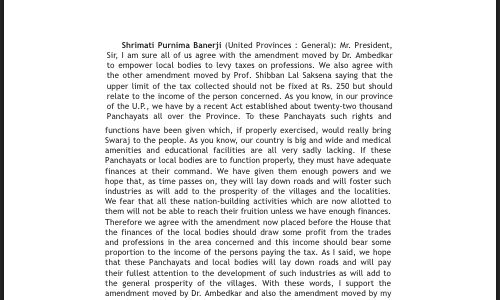 Shrimati Purnima Banerji (United Provinces : General): Mr. President,
Sir, I am sure all of us agree with the amendment moved by Dr. Ambedkar
to empower local bodies to levy taxes on professions. We also agree with
the other amendment moved by Prof. Shibban Lal Saksena saying that the
upper limit of the tax collected should not be fixed at Rs. 250 but should
relate to the income of the person concerned. As you know, in our province
of the U.P., we have by a recent Act established about twenty-two thousand
Panchayats all over the Province. To these Panchayats such rights and
functions have been given which, if properly exercised, would really bring
Swaraj to the people. As you know, our country is big and wide and medical
amenities and educational facilities are all very sadly lacking. If these
Panchayats or local bodies are to function properly, they must have adequate
finances at their command. We have given them enough powers and we
hope that, as time passes on, they will lay down roads and will foster such
industries as will add to the prosperity of the villages and the localities.
We fear that all these nation-building activities which are now allotted to
them will not be able to reach their fruition unless we have enough finances.
Therefore we agree with the amendment now placed before the House that
the finances of the local bodies should draw some profit from the trades
and professions in the area concerned and this income should bear some
proportion to the income of the persons paying the tax. As I said, we hope
that these Panchayats and local bodies will lay down roads and will pay
their fullest attention to the development of such industries as will add to
the general prosperity of the villages. With these words, I support the
amendment moved by Dr. Ambedkar and also the amendment moved by my